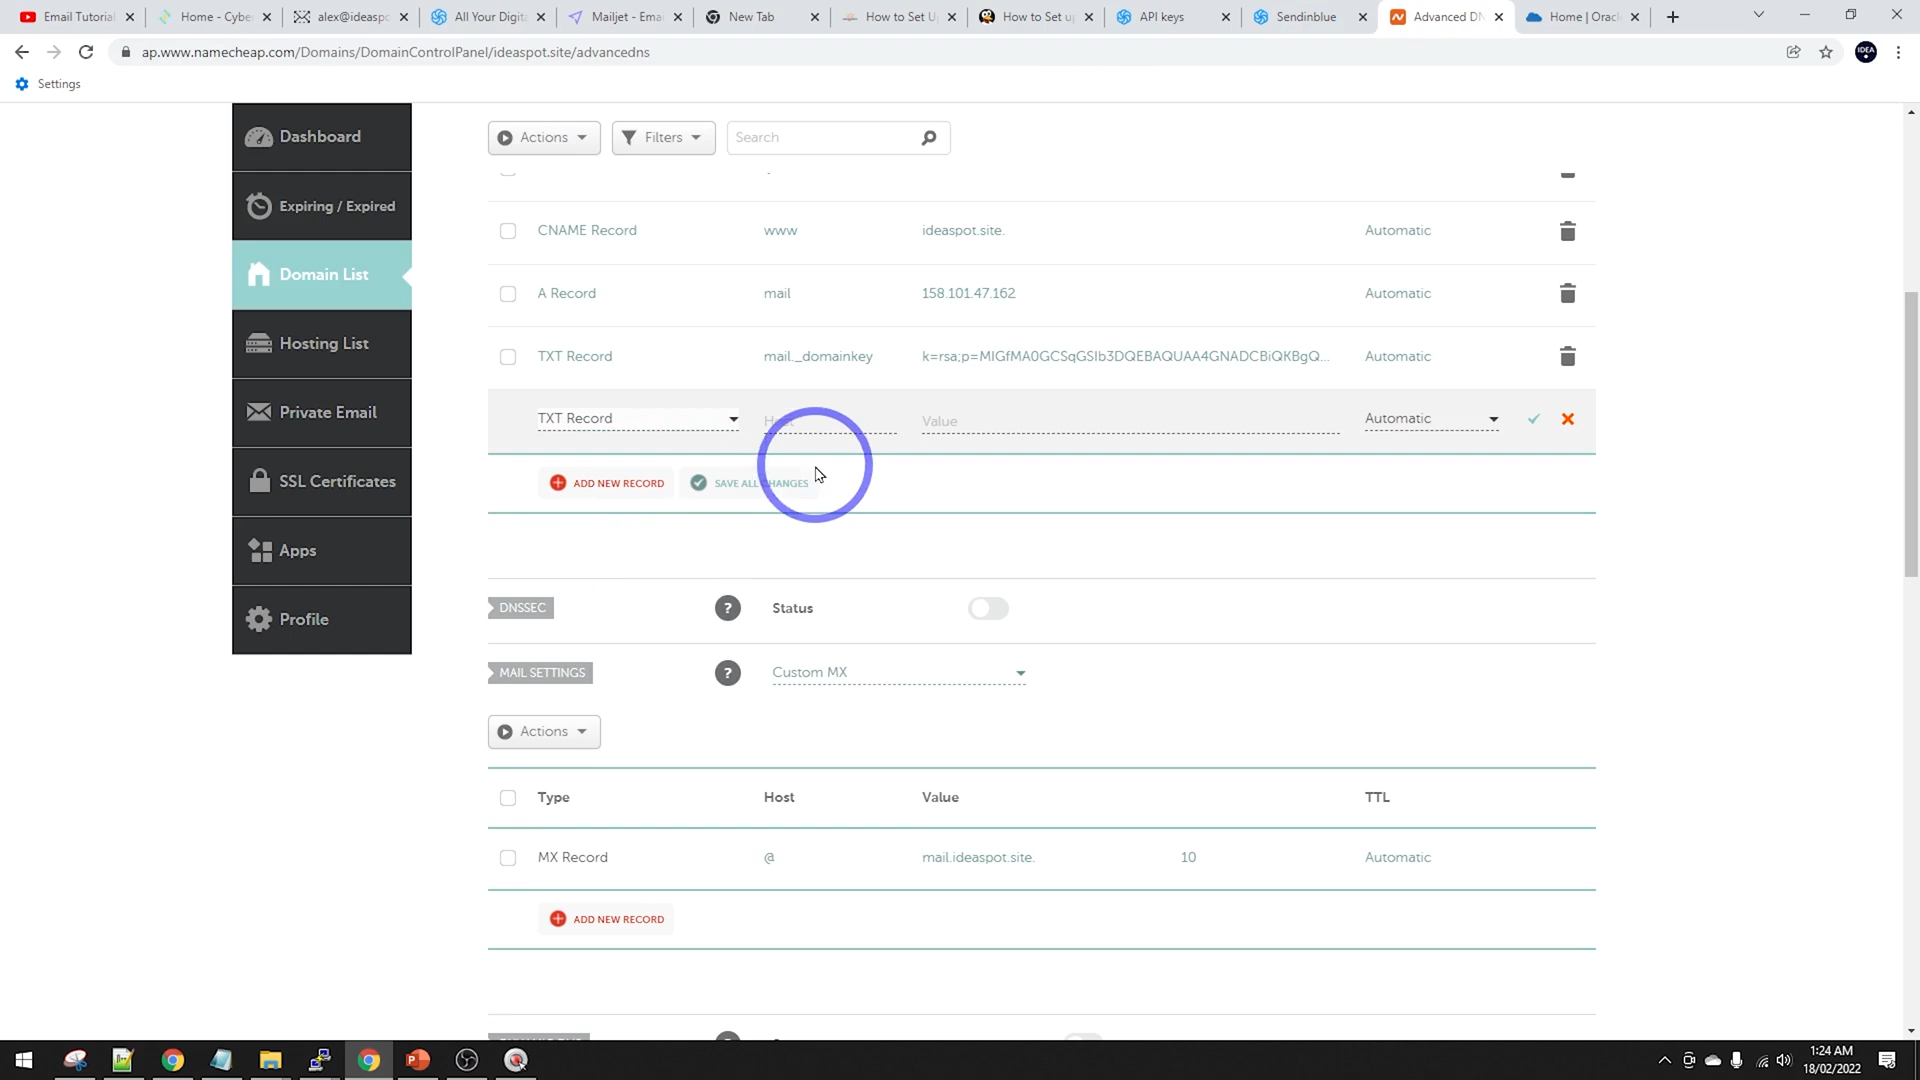 Email Tutorial
Home - Cybe
alex@ideaspo
All Your Digita
Mailjet - Emai
New Tab
How to Set U
How to Set up
API keys
Sendinblue
Advanced DN
Home | Oracl
ap.www.namecheap.com/Domains/DomainControlPanel/ideaspot.site/advancedns
IDEA
Settings
Dashboard
Expiring / Expired
Domain List
Hosting List
Private Email
SSL Certificates
Apps
Profile
Actions
Filters
Search
CNAME Record www ideaspot.site. Automatic
A Record mail 158.101.47.162 Automatic
TXT Record mail._domainkey k=rsa;p=MIGfMA0GCSqGSIb3DQEBAQUAA4GNADCBiQKBgQ... Automatic
TXT Record Host Value Automatic
ADD NEW RECORD SAVE ALL CHANGES
DNSSEC ? Status
MAIL SETTINGS ? Custom MX
Actions
Type Host Value TTL
MX Record @ mail.ideaspot.site. 10 Automatic
ADD NEW RECORD
1:24 AM
18/02/2022